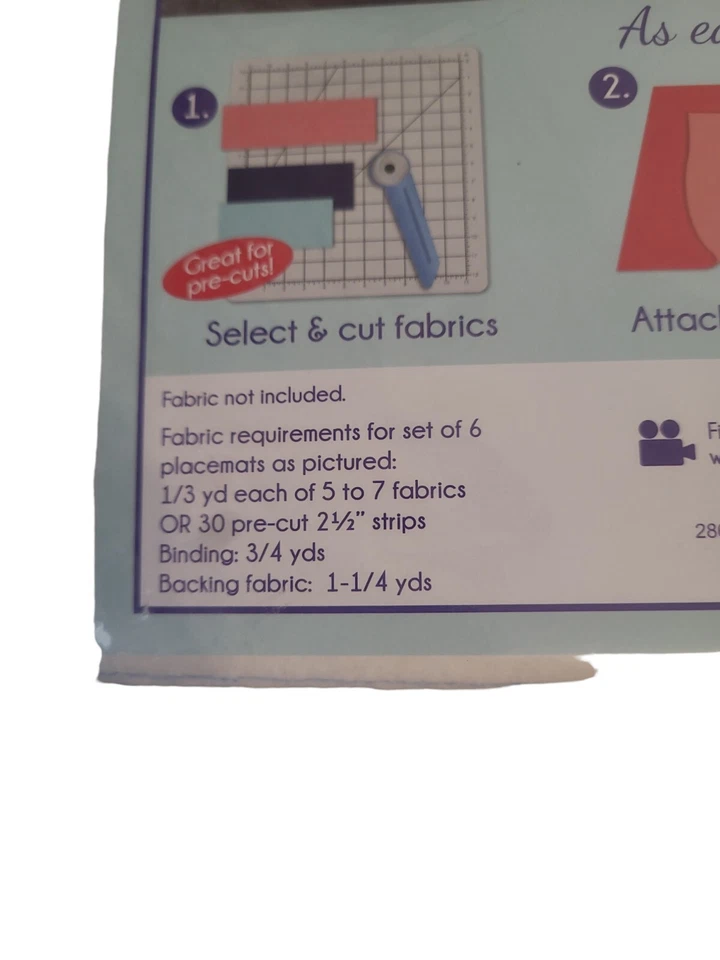 As
1.
2.
Great for
pre-cuts!
Select & cut fabrics
Fabric not included.
Fabric requirements for set of 6
placemats as pictured:
1/3 yd each of 5 to 7 fabrics
OR 30 pre-cut 2½” strips
Binding: 3/4 yds
Backing fabric: 1-1/4 yds